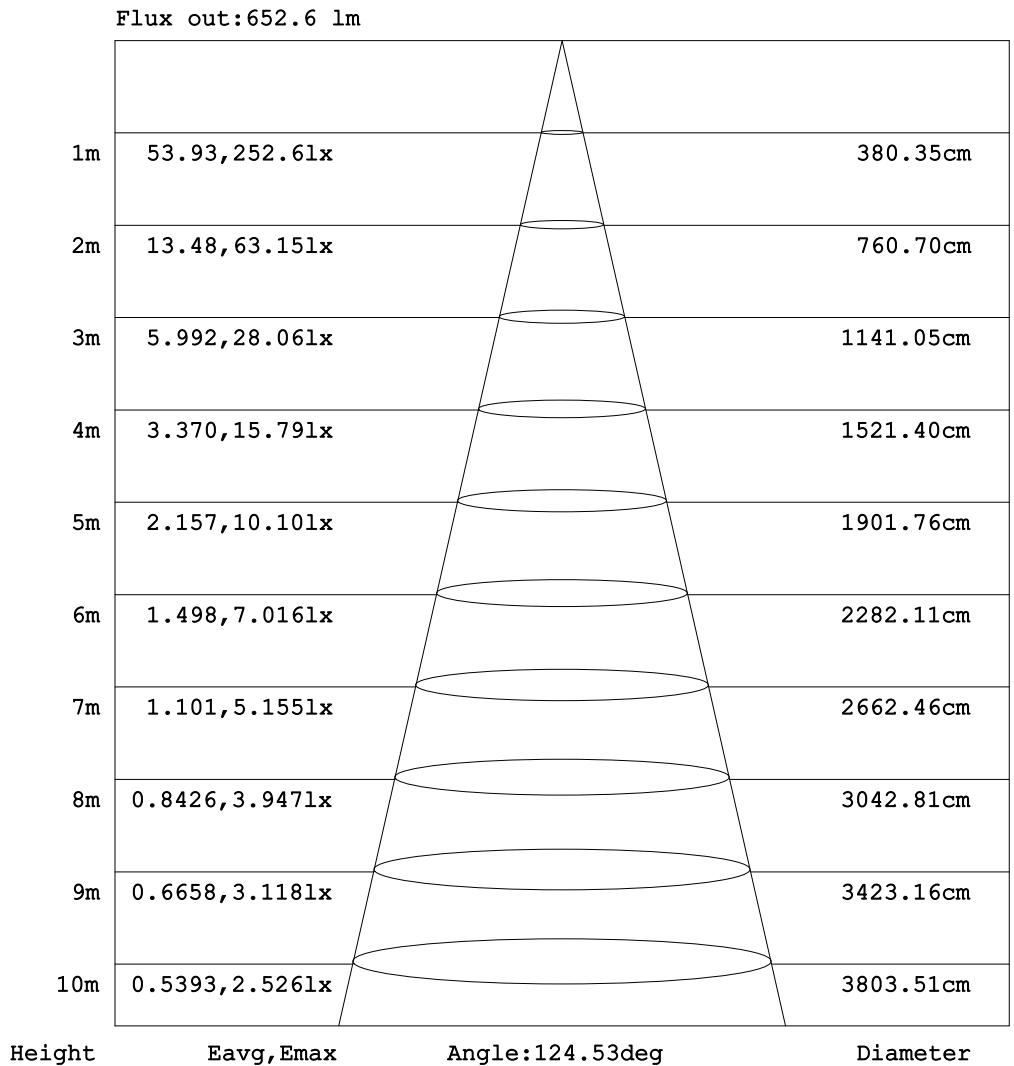 Flux out:652.6 lm
1m 53.93,252.6lx 380.35cm
2m 13.48,63.15lx 760.70cm
3m 5.992,28.06lx 1141.05cm
4m 3.370,15.79lx 1521.40cm
5m 2.157,10.10lx 1901.76cm
6m 1.498,7.016lx 2282.11cm
7m 1.101,5.155lx 2662.46cm
8m 0.8426,3.947lx 3042.81cm
9m 0.6658,3.118lx 3423.16cm
10m 0.5393,2.526lx 3803.51cm
Height Eavg,Emax Angle:124.53deg Diameter